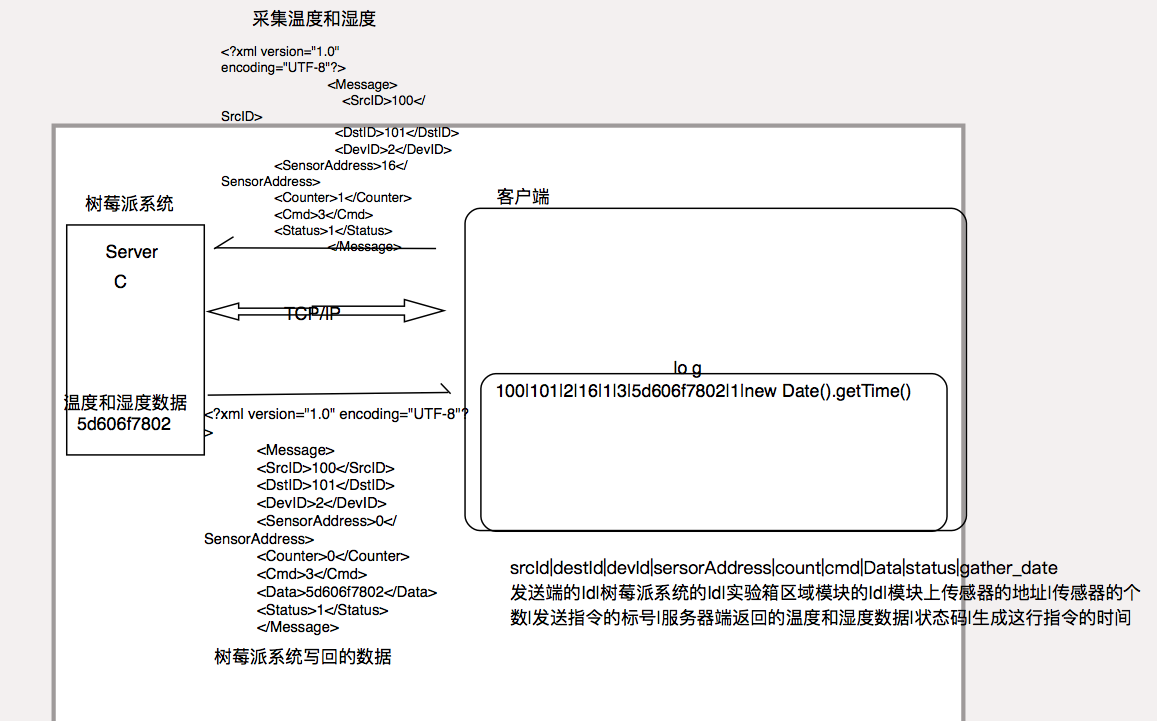 采集温度和湿度
<?xml version="1.0"
encoding="UTF-8"?>
<Message>
<SrcID>100</
SrcID>
<DstID>101</DstID>
<DevID>2</DevID>
<SensorAddress>16</
SensorAddress>
<Counter>1</Counter>
<Cmd>3</Cmd>
<Status>1</Status>
</Message>
树莓派系统
Server
C
温度和湿度数据
5d606f7802
TCP/IP
<?xml version="1.0" encoding="UTF-8"?
>
<Message>
<SrcID>100</SrcID>
<DstID>101</DstID>
<DevID>2</DevID>
<SensorAddress>0</
SensorAddress>
<Counter>0</Counter>
<Cmd>3</Cmd>
<Data>5d606f7802</Data>
<Status>1</Status>
</Message>
树莓派系统写回的数据
客户端
log
100|101|2|16|1|3|5d606f7802|1|new Date().getTime()
srcId|destId|devId|sersorAddress|count|cmd|Data|status|gather_date
发送端的Id|树莓派系统的Id|实验箱区域模块的Id|模块上传感器的地址|传感器的个
数|发送指令的标号|服务器端返回的温度和湿度数据|状态码|生成这行指令的时间